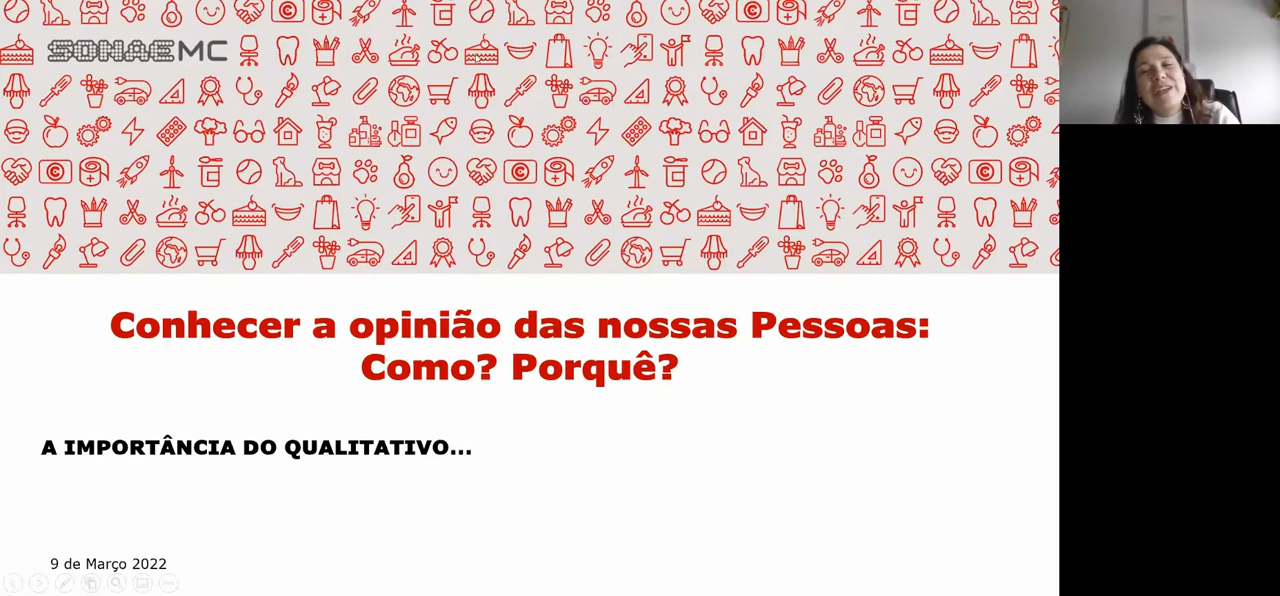 SONAE MC
Conhecer a opinião das nossas Pessoas:
Como? Porquê?
A IMPORTÂNCIA DO QUALITATIVO...
9 de Março 2022